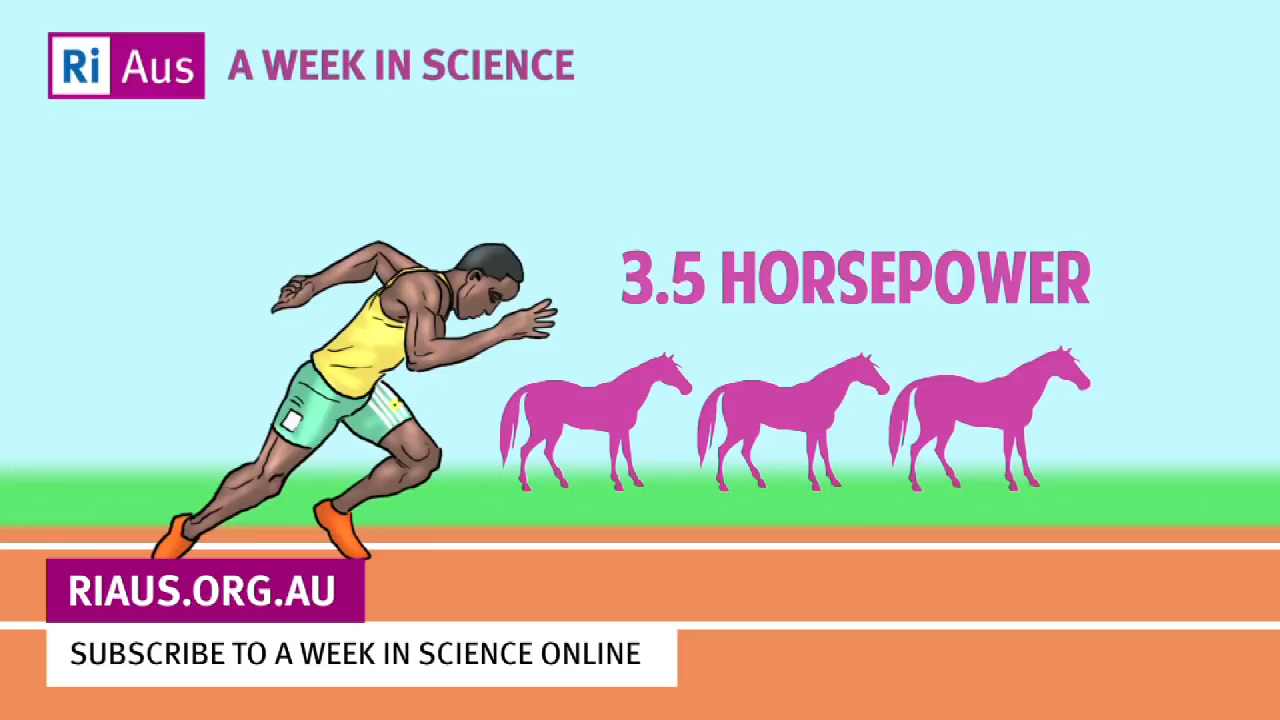 Ri Aus A WEEK IN SCIENCE
3.5 HORSEPOWER
RIAUS.ORG.AU
SUBSCRIBE TO A WEEK IN SCIENCE ONLINE